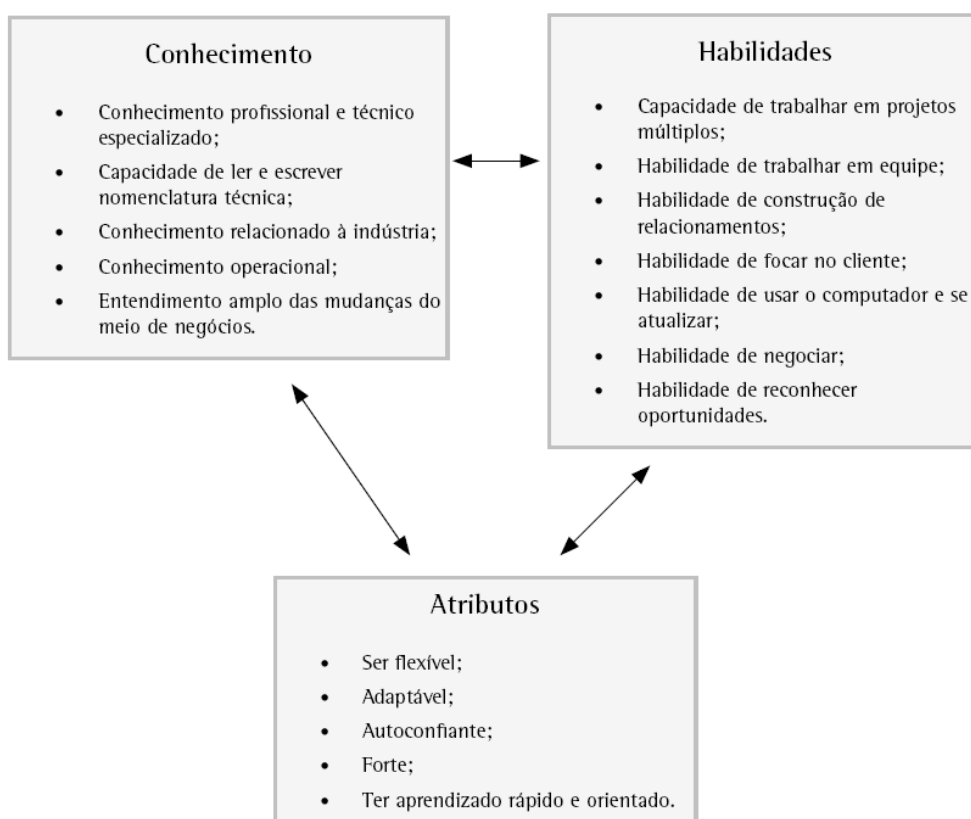 Conhecimento
• Conhecimento profissional e técnico
especializado;
• Capacidade de ler e escrever
nomenclatura técnica;
• Conhecimento relacionado à indústria;
• Conhecimento operacional;
• Entendimento amplo das mudanças do
meio de negócios.
Habilidades
• Capacidade de trabalhar em projetos
múltiplos;
• Habilidade de trabalhar em equipe;
• Habilidade de construção de
relacionamentos;
• Habilidade de focar no cliente;
• Habilidade de usar o computador e se
atualizar;
• Habilidade de negociar;
• Habilidade de reconhecer
oportunidades.
Atributos
• Ser flexível;
• Adaptável;
• Autoconfiante;
• Forte;
• Ter aprendizado rápido e orientado.